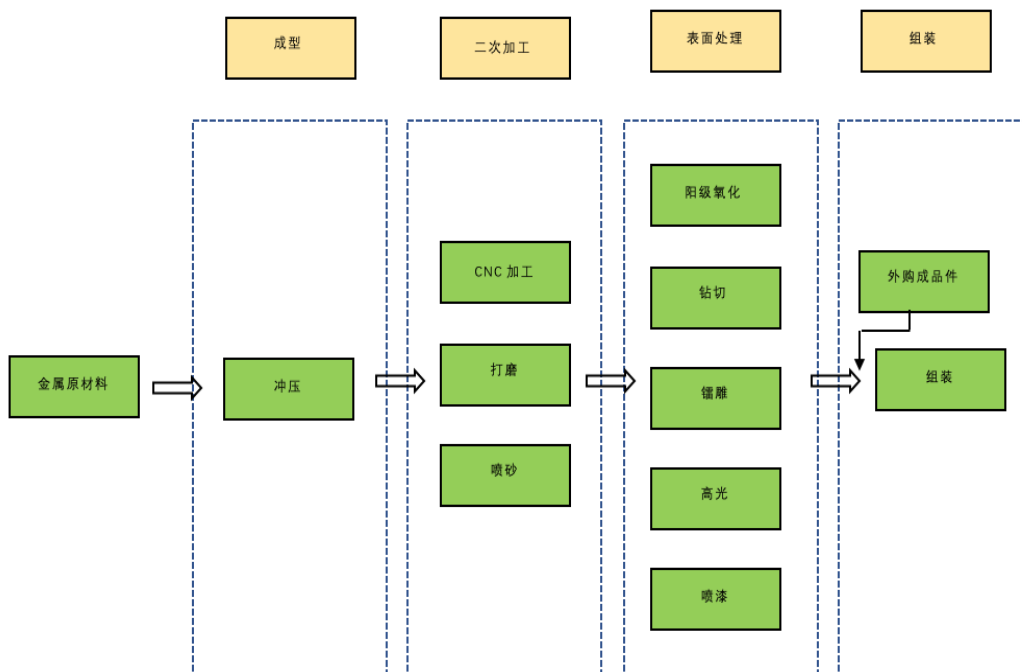 成型
二次加工
表面处理
组装
阳级氧化
CNC 加工
外购成品件
钻切
金属原材料
冲压
打磨
镭雕
组装
喷砂
高光
喷漆